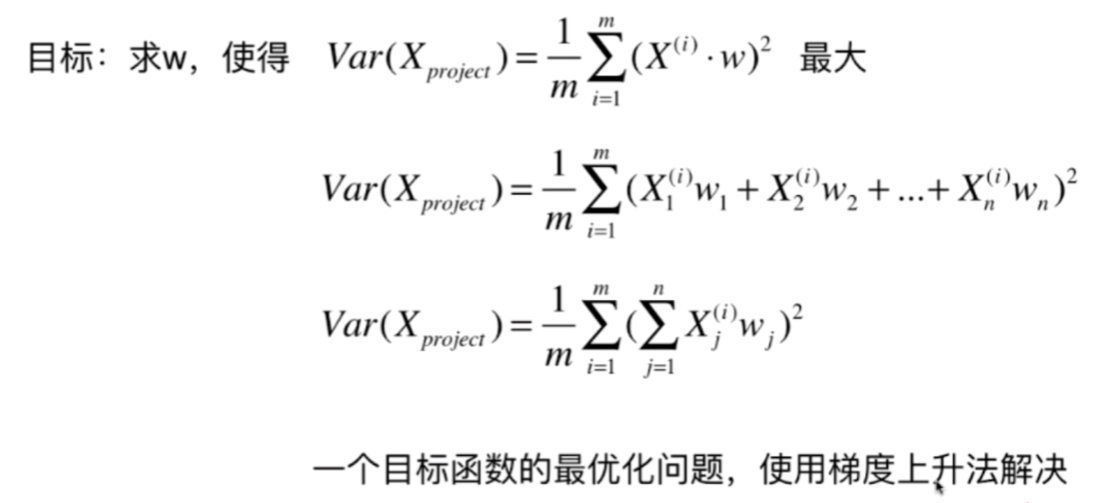 目标：求w，使得 Var(X_project) = 1/m ∑_{i=1}^{m} (X^{(i)} · w)^2 最大
Var(X_project) = 1/m ∑_{i=1}^{m} (X_1^{(i)}w_1 + X_2^{(i)}w_2 + ...+ X_n^{(i)}w_n)^2
Var(X_project) = 1/m ∑_{i=1}^{m} (∑_{j=1}^{n} X_j^{(i)}w_j)^2
一个目标函数的最优化问题，使用梯度上升法解决